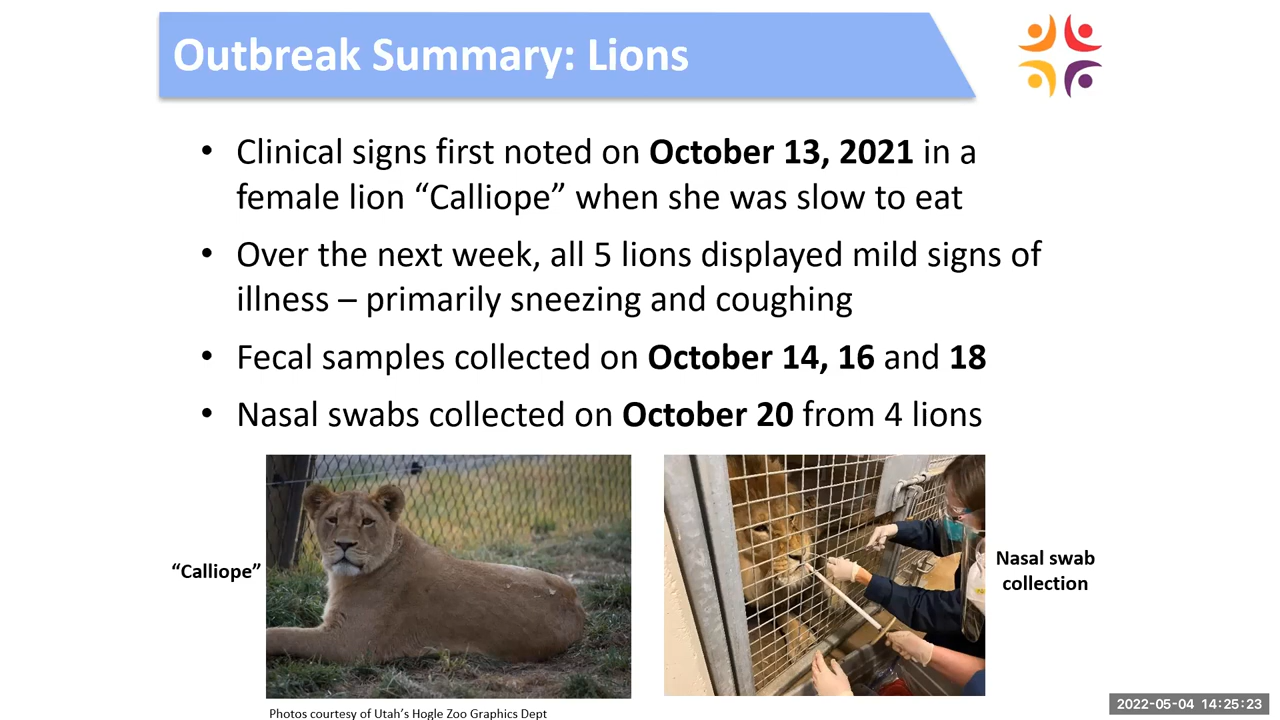 Outbreak Summary: Lions
• Clinical signs first noted on October 13, 2021 in a
female lion “Calliope” when she was slow to eat
• Over the next week, all 5 lions displayed mild signs of
illness – primarily sneezing and coughing
• Fecal samples collected on October 14, 16 and 18
• Nasal swabs collected on October 20 from 4 lions
“Calliope”
Nasal swab
collection
Photos courtesy of Utah’s Hogle Zoo Graphics Dept
2022-05-04 14:25:23